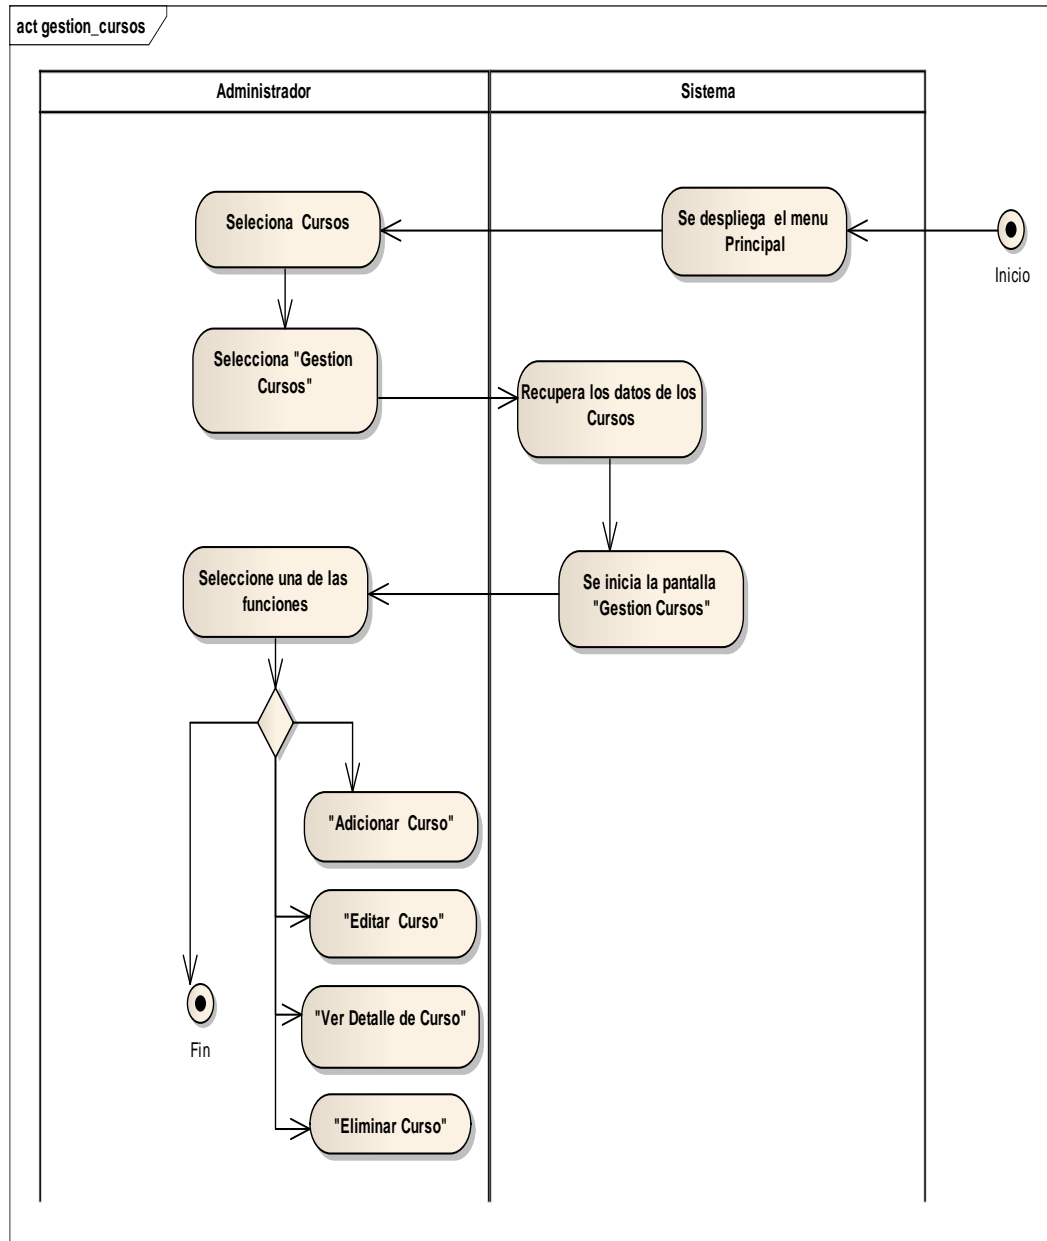 act gestion_cursos
Administrador
Sistema
Seleciona Cursos
Se despliega el menu
Principal
Inicio
Selecciona "Gestion
Cursos"
Recupera los datos de los
Cursos
Seleccione una de las
funciones
Se inicia la pantalla
"Gestion Cursos"
"Adicionar Curso"
"Editar Curso"
"Ver Detalle de Curso"
Fin
"Eliminar Curso"